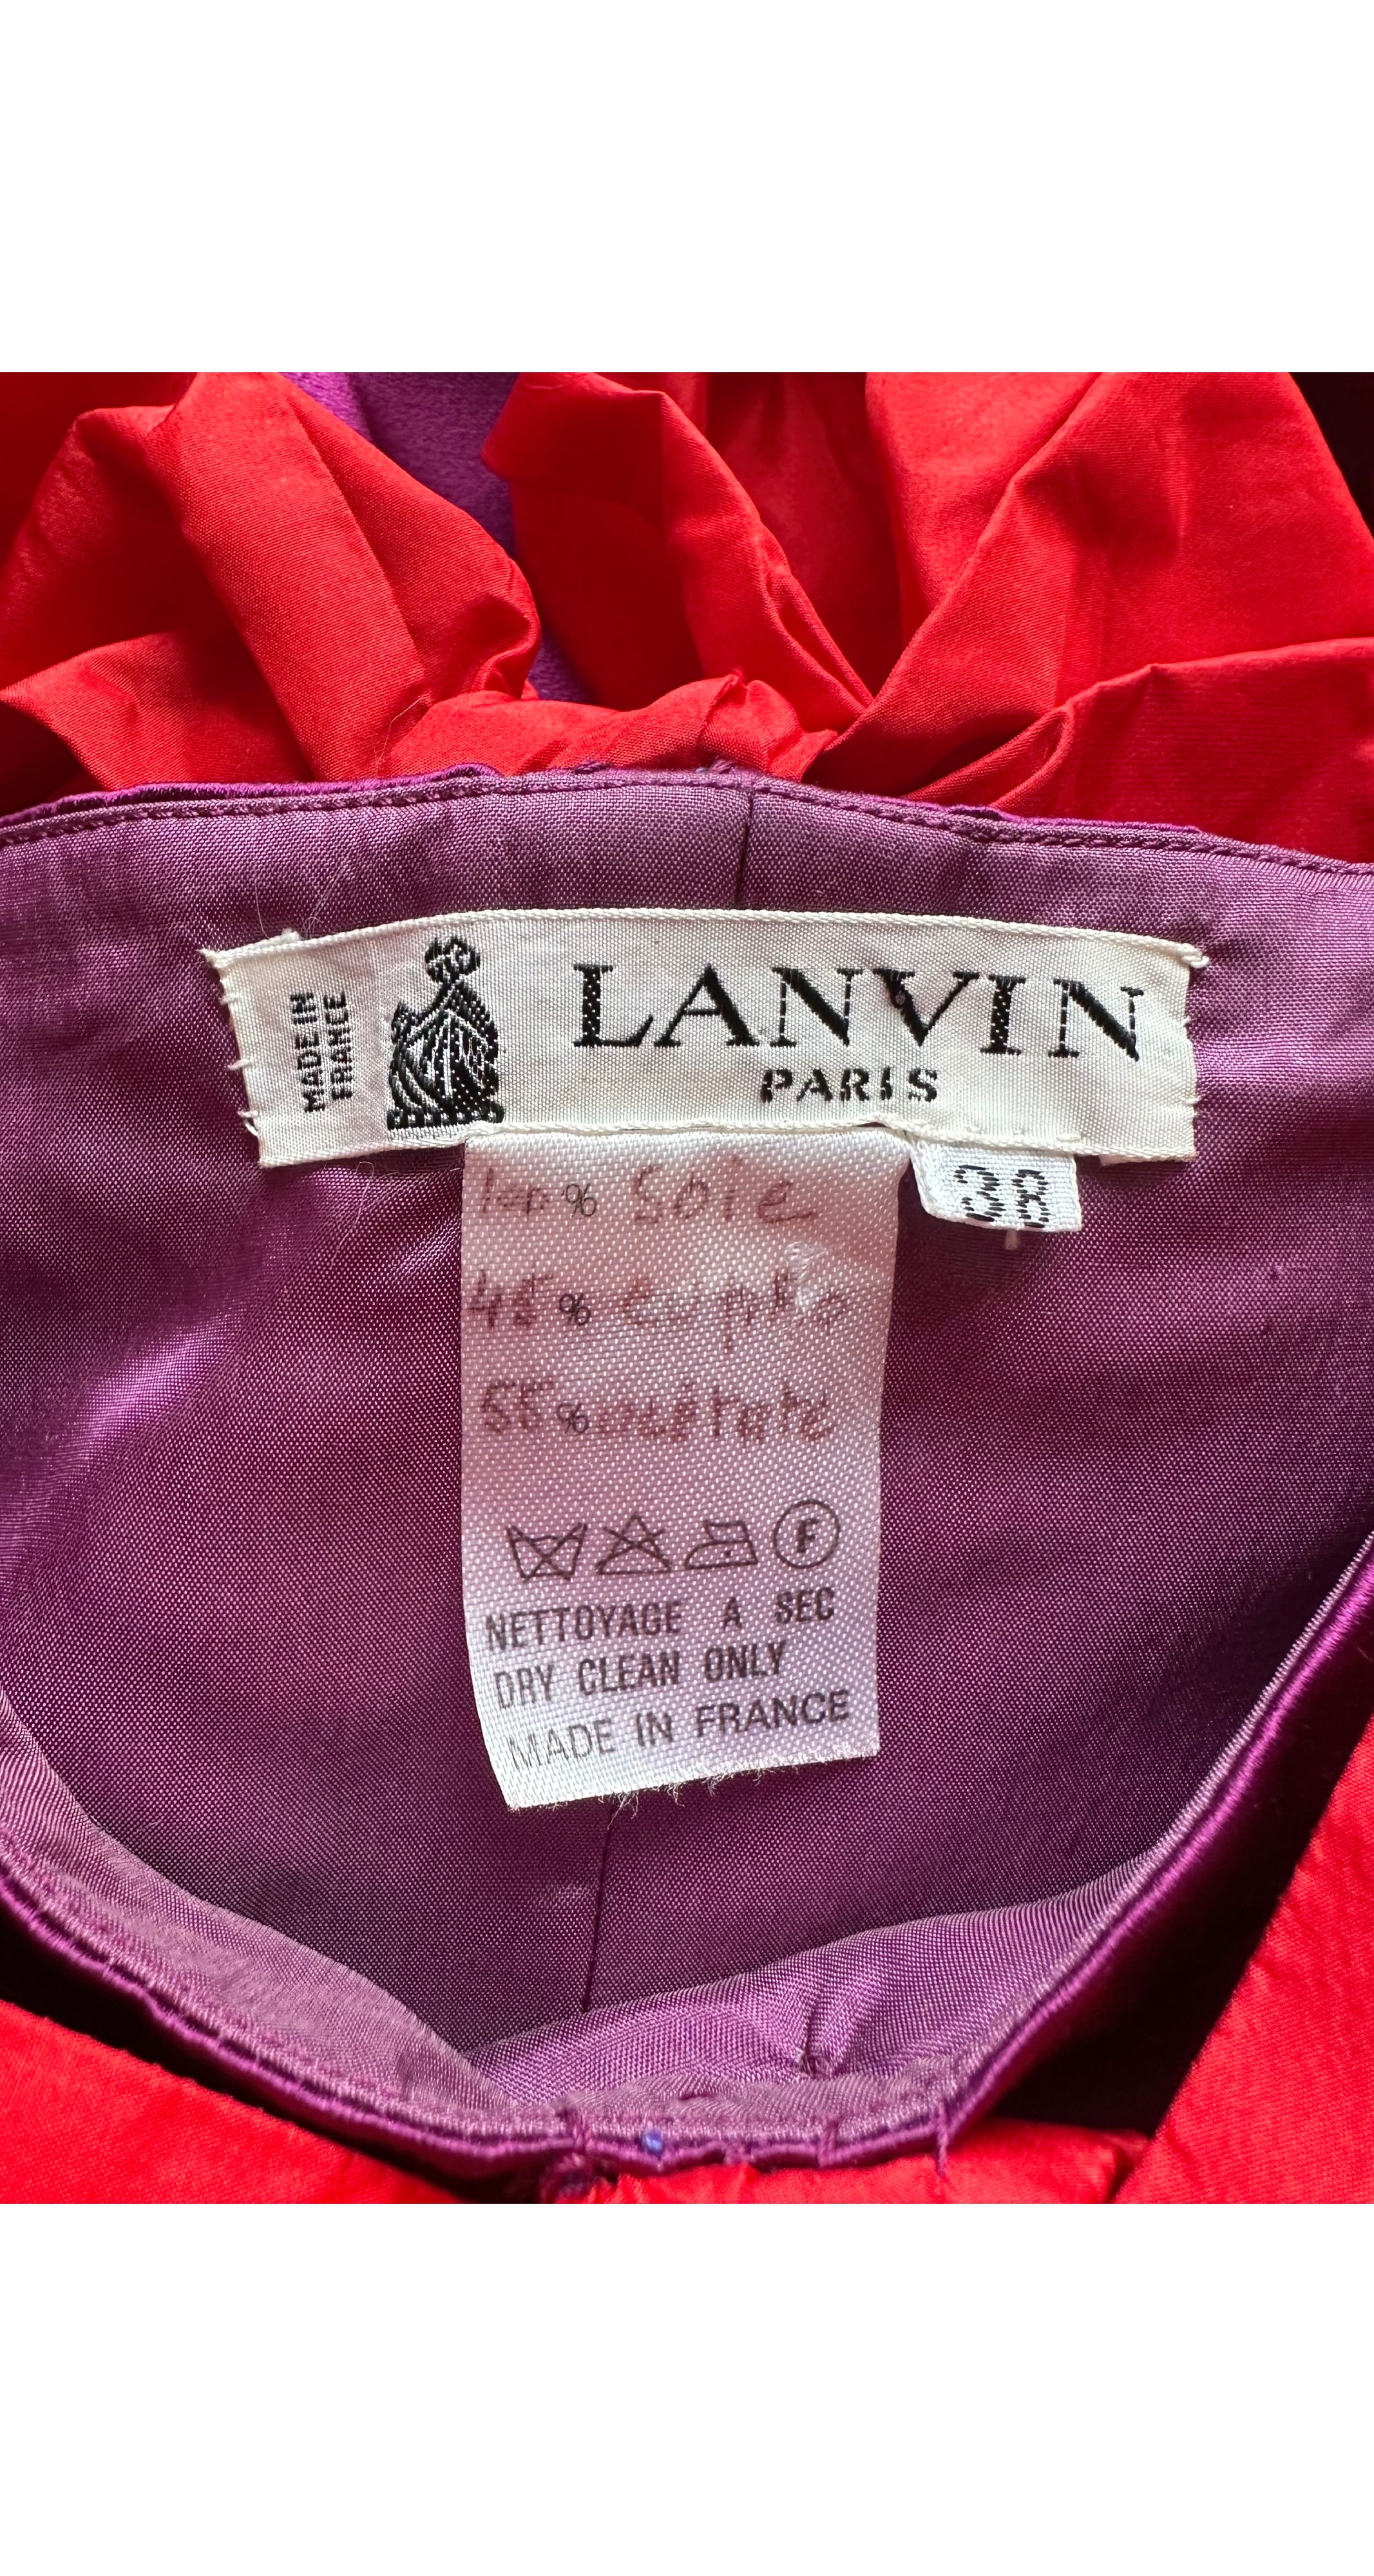 MADE IN
FRANCE
LANVIN
PARIS
38
100% Soie
45% cupro
55% acétate
F
NETTOYAGE A SEC
DRY CLEAN ONLY
MADE IN FRANCE